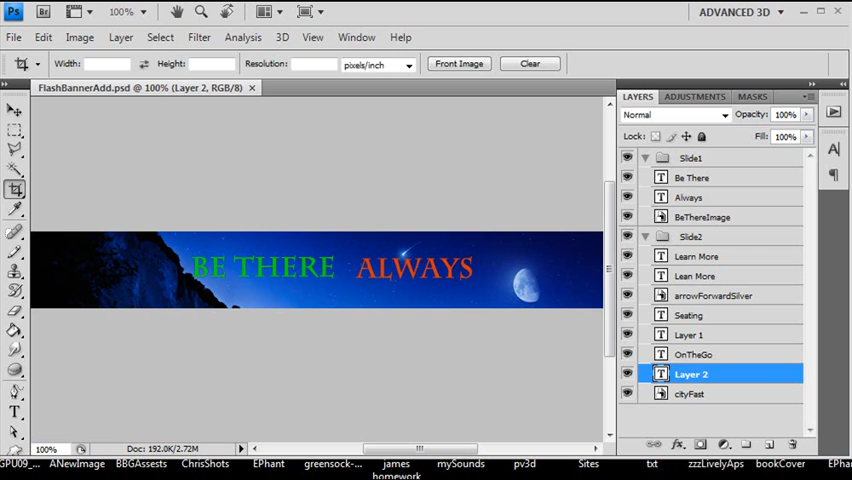 Ps Br 100% ADVANCED 3D
File Edit Image Layer Select Filter Analysis 3D View Window Help
Width: Height: Resolution: pixels/inch Front Image Clear
FlashBannerAdd.psd @ 100% (Layer 2, RGB/8)
LAYERS ADJUSTMENTS MASKS
Normal Opacity: 100%
Lock: Fill: 100%
Slide1
Be There
Always
BeThereImage
Slide2
Learn More
Lean More
arrowForwardSilver
Seating
Layer 1
OnTheGo
Layer 2
cityFast
BE THERE ALWAYS
100% Doc: 192.0K/2.72M
GPU09_... ANewImage BBGAssests ChrisShots EPhant greensock-... james homework mySounds pv3d Sites txt zzzLivelyAps bookCover EPhan